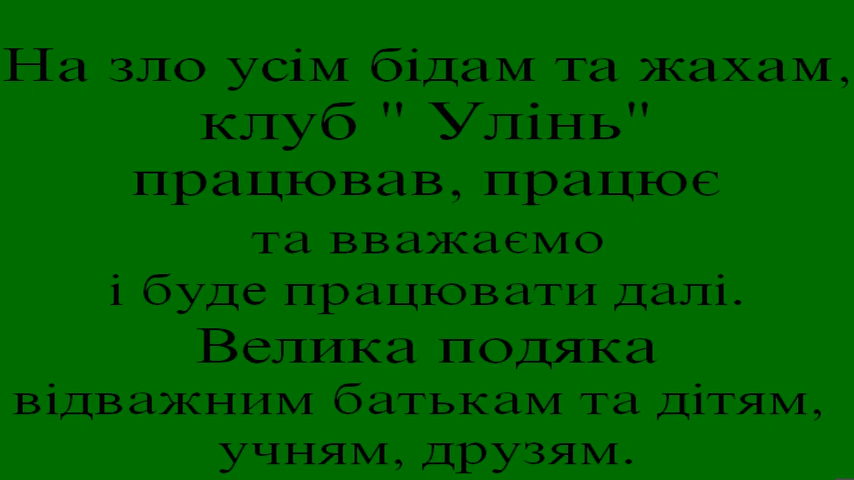 На зло усім бідам та жахам,
клуб " Улінь"
працював, працює
та вважаємо
і буде працювати далі.
Велика подяка
відважним батькам та дітям,
учням, друзям.